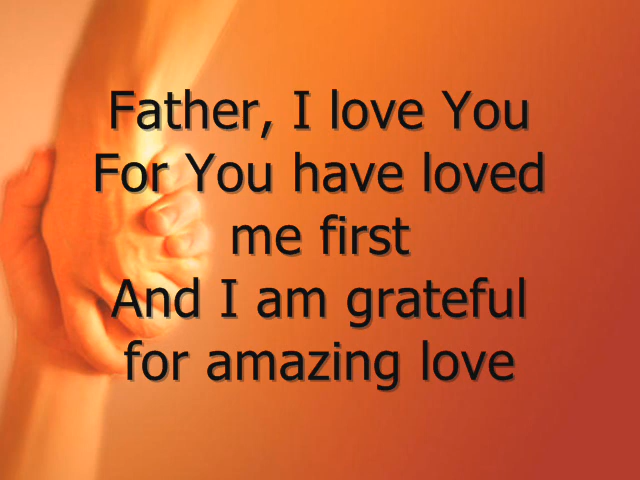 Father, I love You
For You have loved
me first
And I am grateful
for amazing love